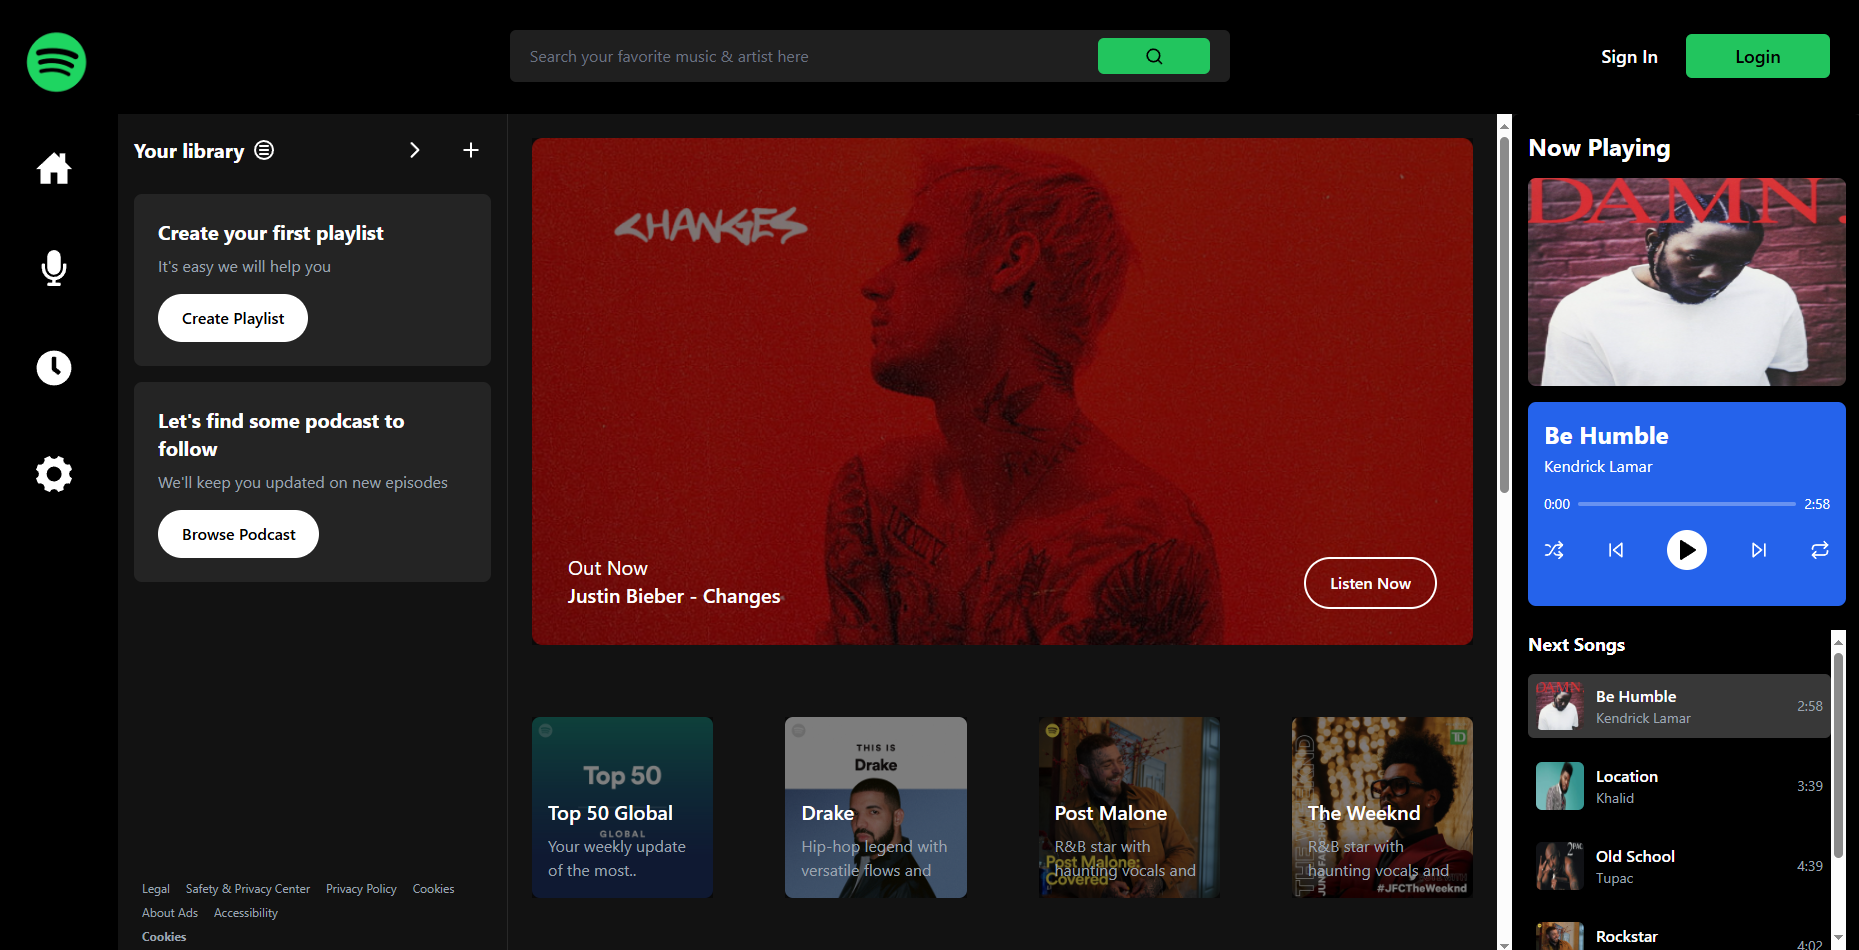 Search your favorite music & artist here
Sign In
Login
Your library
Create your first playlist
It's easy we will help you
Create Playlist
Let's find some podcast to
follow
We'll keep you updated on new episodes
Browse Podcast
Legal Safety & Privacy Center Privacy Policy Cookies
About Ads Accessibility
Cookies
CHANGES
Out Now
Justin Bieber - Changes
Listen Now
Top 50
Top 50 Global
GLOBAL
Your weekly update
of the most..
THIS IS
Drake
Drake
Hip-hop legend with
versatile flows and
Post Malone
R&B star with
Post Malone:
haunting vocals and
Covered
TD
The Weeknd
R&B star with
haunting vocals and
#JFCTheWeeknd
Now Playing
DAMN.
Be Humble
Kendrick Lamar
0:00 2:58
Next Songs
DAMN.
Be Humble
Kendrick Lamar
2:58
Location
Khalid
3:39
2PAC
Old School
Tupac
4:39
Rockstar
4:02